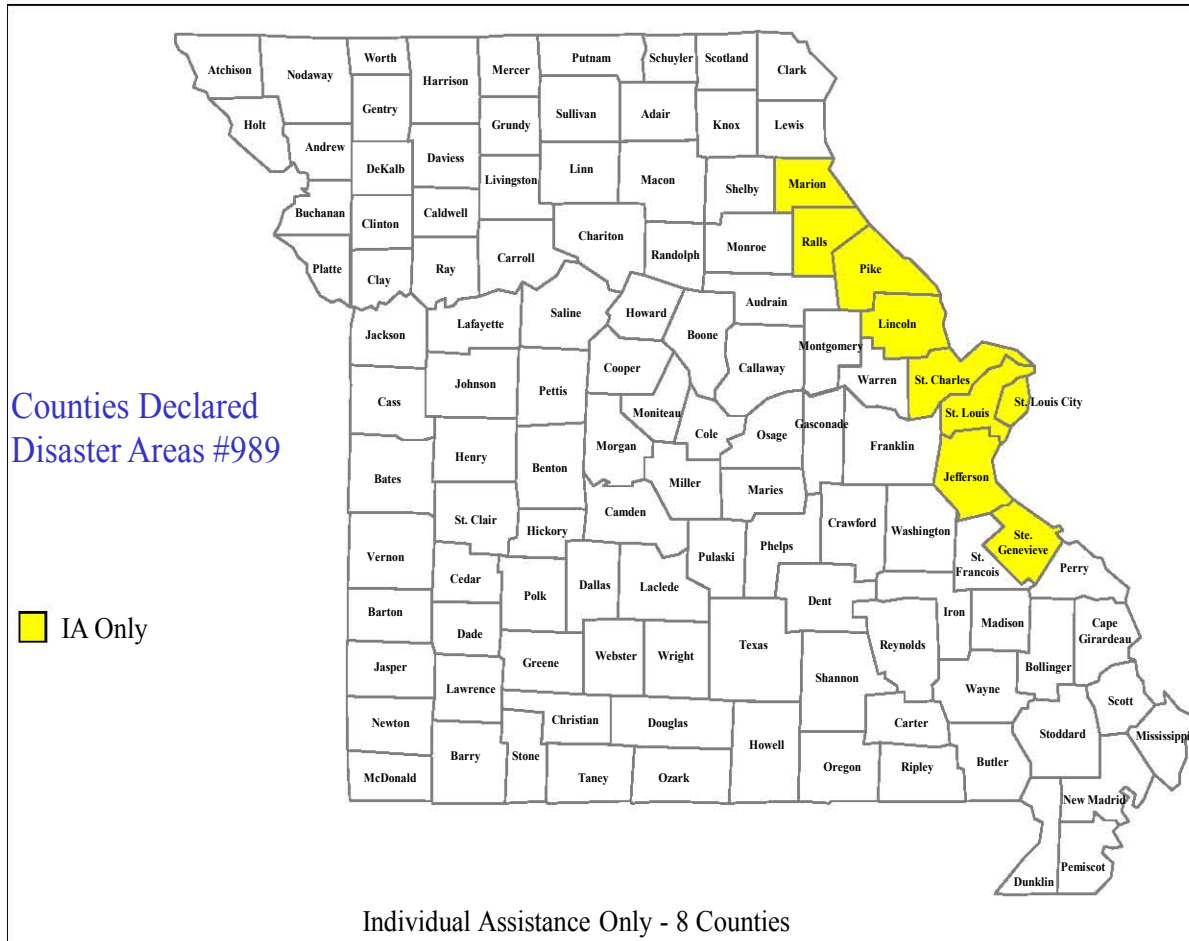 Worth
Putnam
Schuyler
Scotland
Atchison
Nodaway
Harrison
Mercer
Clark
Gentry
Sullivan
Adair
Holt
Grundy
Knox
Lewis
Andrew
DeKalb
Daviess
Linn
Macon
Shelby
Marion
Livingston
Buchanan
Clinton
Caldwell
Chariton
Monroe
Ralls
Randolph
Platte
Clay
Ray
Carroll
Pike
Audrain
Saline
Howard
Lafayette
Boone
Lincoln
Jackson
Montgomery
Callaway
Cooper
Warren
St. Charles
Johnson
Pettis
Cass
Moniteau
St. Louis City
St. Louis
Counties Declared
Disaster Areas #989
Cole
Osage
Gasconade
Franklin
Morgan
Henry
Benton
Bates
Miller
Maries
Jefferson
Camden
St. Clair
Hickory
Crawford
Washington
Ste.
Genevieve
Vernon
Pulaski
Phelps
St.
Francois
Perry
Cedar
Polk
Dallas
Laclede
Barton
Dent
Iron
Madison
Cape
Girardeau
IA Only
Dade
Texas
Reynolds
Greene
Webster
Wright
Jasper
Bollinger
Shannon
Lawrence
Wayne
Scott
Newton
Christian
Douglas
Carter
Stoddard
Mississippi
Barry
Stone
Howell
McDonald
Taney
Ozark
Oregon
Ripley
Butler
New Madrid
Pemiscot
Dunklin
Individual Assistance Only - 8 Counties